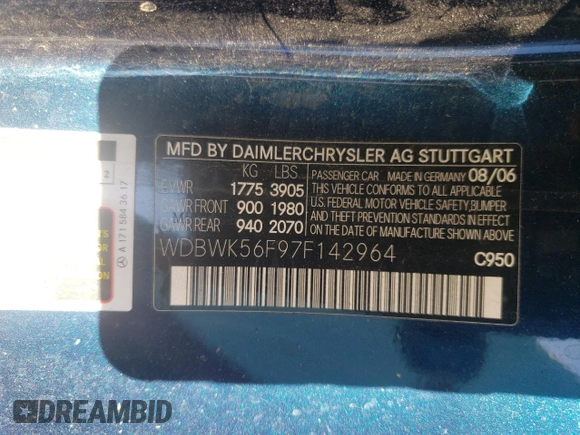 MFD BY DAIMLERCHRYSLER AG STUTTGART
KG LBS
GVWR 1775 3905
GAWR FRONT 900 1980
GAWR REAR 940 2070
PASSENGER CAR MADE IN GERMANY 08/06
THIS VEHICLE CONFORMS TO ALL APPLICABLE
U.S. FEDERAL MOTOR VEHICLE SAFETY, BUMPER,
AND THEFT PREVENTION STANDARDS IN EFFECT
ON THE DATE OF MANUFACTURE SHOWN ABOVE
WDBWK56F97F142964
C950
A 171 584 36 17
DREAMBID